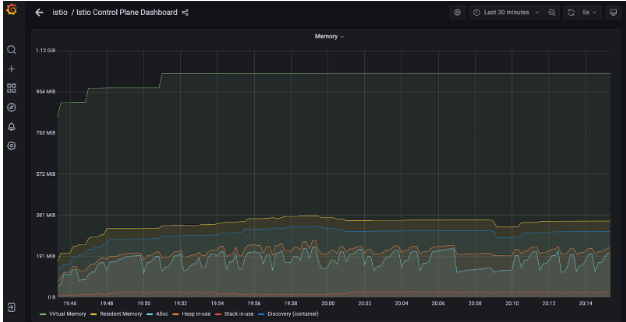 istio / Istio Control Plane Dashboard
Last 30 minutes
5s
Memory
1.12 GiB
954 MiB
763 MiB
572 MiB
381 MiB
191 MiB
0 B
19:46 19:48 19:50 19:52 19:54 19:56 19:58 20:00 20:02 20:04 20:06 20:08 20:10 20:12 20:14
Virtual Memory Resident Memory Alloc Heap in-use Stack in-use Discovery (container)